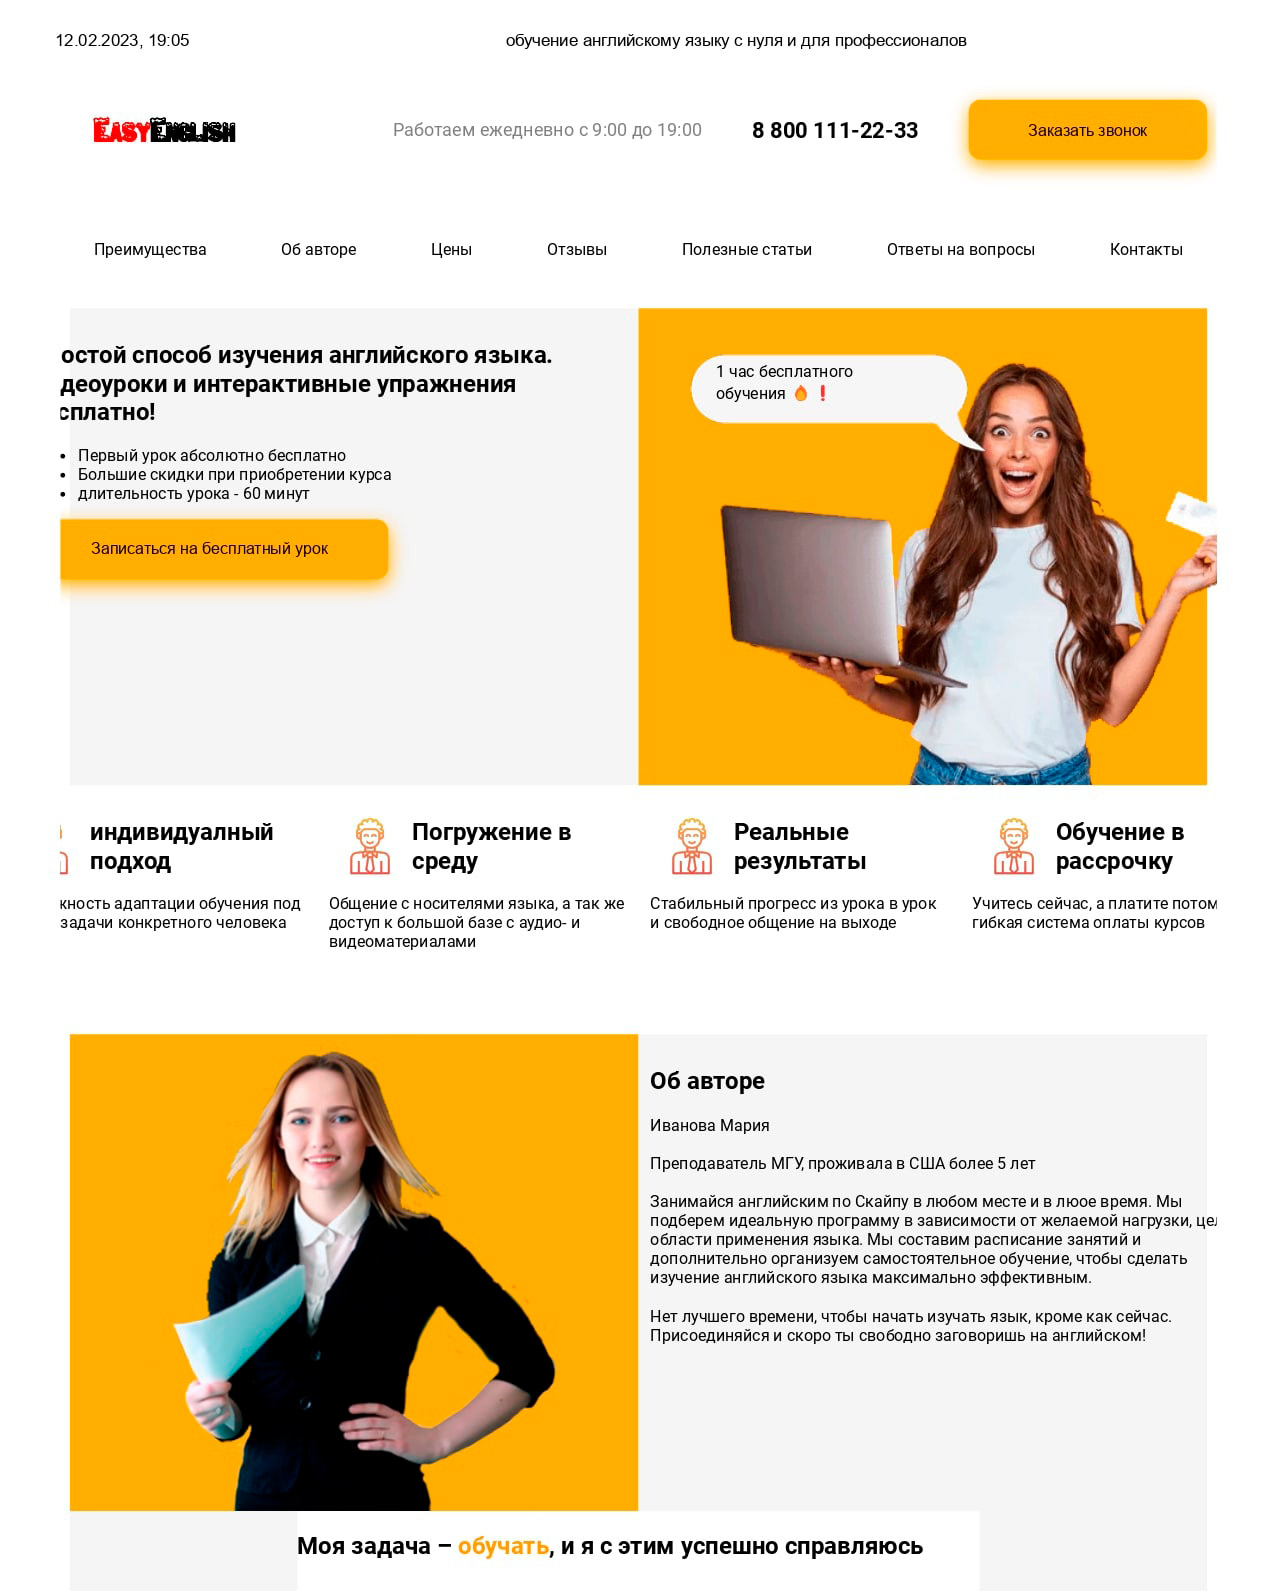 12.02.2023, 19:05
обучение английскому языку с нуля и для профессионалов
EASYENGLISH
Работаем ежедневно с 9:00 до 19:00
8 800 111-22-33
Заказать звонок
Преимущества
Об авторе
Цены
Отзывы
Полезные статьи
Ответы на вопросы
Контакты
остой способ изучения английского языка.
деоуроки и интерактивные упражнения
сплатно!
• Первый урок абсолютно бесплатно
• Большие скидки при приобретении курса
• длительность урока - 60 минут
Записаться на бесплатный урок
1 час бесплатного
обучения 🔥❗
индивидуалный
подход
жность адаптации обучения под
задачи конкретного человека
Погружение в
среду
Общение с носителями языка, а так же
доступ к большой базе с аудио- и
видеоматериалами
Реальные
результаты
Стабильный прогресс из урока в урок
и свободное общение на выходе
Обучение в
рассрочку
Учитесь сейчас, а платите потом
гибкая система оплаты курсов
Об авторе
Иванова Мария
Преподаватель МГУ, проживала в США более 5 лет
Занимайся английским по Скайпу в любом месте и в люое время. Мы
подберем идеальную программу в зависимости от желаемой нагрузки, цел
области применения языка. Мы составим расписание занятий и
дополнительно организуем самостоятельное обучение, чтобы сделать
изучение английского языка максимально эффективным.
Нет лучшего времени, чтобы начать изучать язык, кроме как сейчас.
Присоединяйся и скоро ты свободно заговоришь на английском!
Моя задача – обучать, и я с этим успешно справляюсь